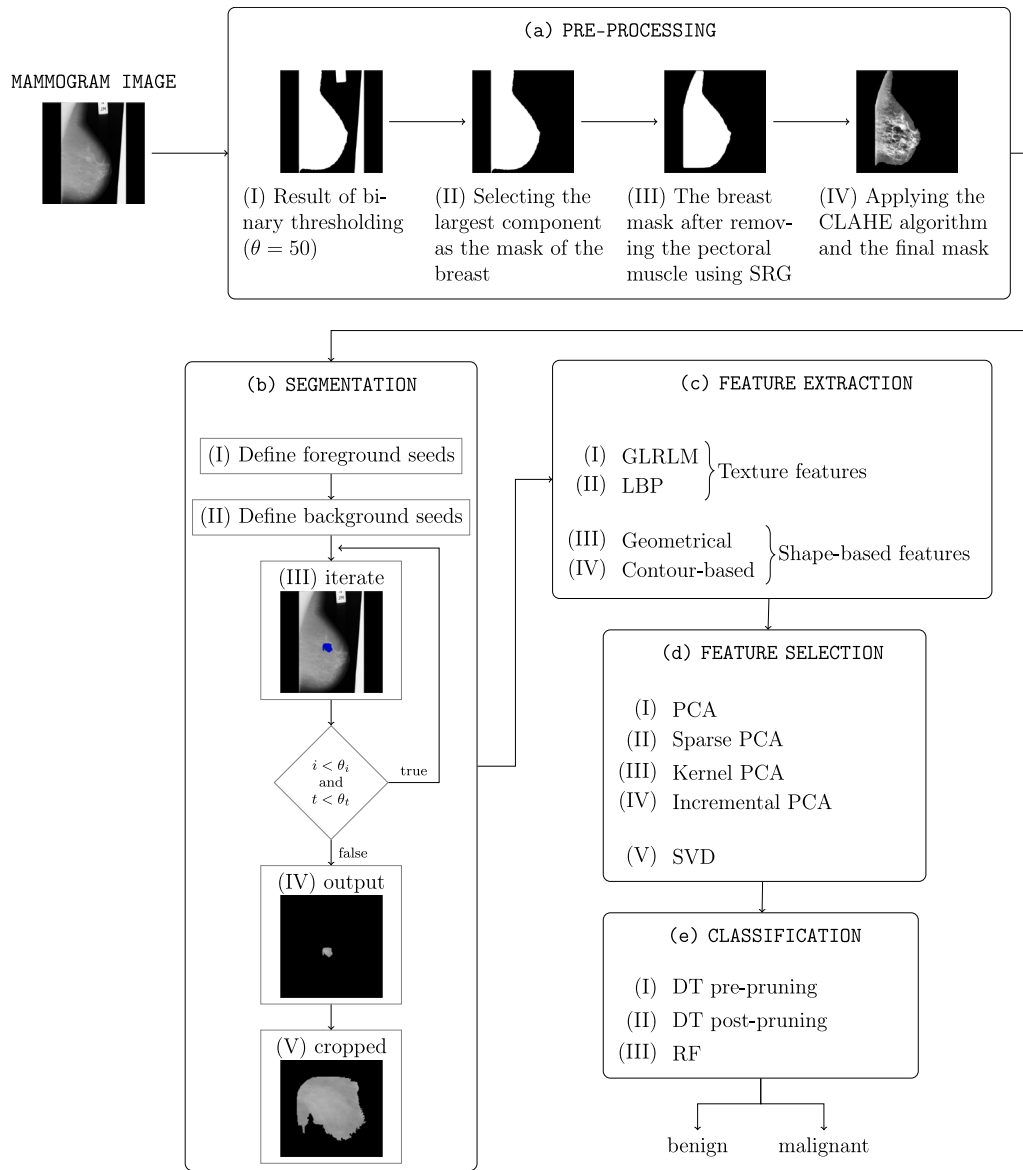 (a) PRE-PROCESSING
MAMMOGRAM IMAGE
(I) Result of bi-
nary thresholding
(θ = 50)
(II) Selecting the
largest component
as the mask of the
breast
(III) The breast
mask after remov-
ing the pectoral
muscle using SRG
(IV) Applying the
CLAHE algorithm
and the final mask
(b) SEGMENTATION
(I) Define foreground seeds
(II) Define background seeds
(III) iterate
i < θᵢ
and
t < θₜ
true
false
(IV) output
(V) cropped
(c) FEATURE EXTRACTION
(I) GLRLM
(II) LBP
Texture features
(III) Geometrical
(IV) Contour-based
Shape-based features
(d) FEATURE SELECTION
(I) PCA
(II) Sparse PCA
(III) Kernel PCA
(IV) Incremental PCA
(V) SVD
(e) CLASSIFICATION
(I) DT pre-pruning
(II) DT post-pruning
(III) RF
benign
malignant